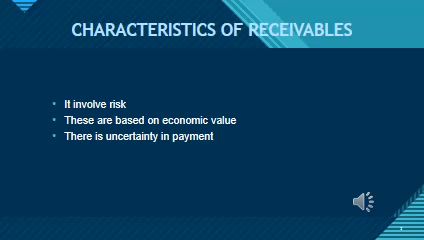 CHARACTERISTICS OF RECEIVABLES
• It involve risk
• These are based on economic value
• There is uncertainty in payment